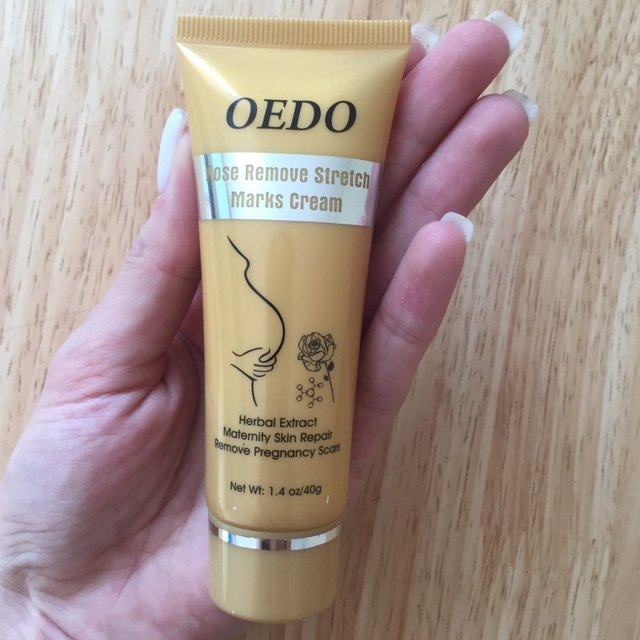 OEDO
Rose Remove Stretch
Marks Cream
Herbal Extract
Maternity Skin Repair
Remove Pregnancy Scars
Net Wt: 1.4 oz/40g